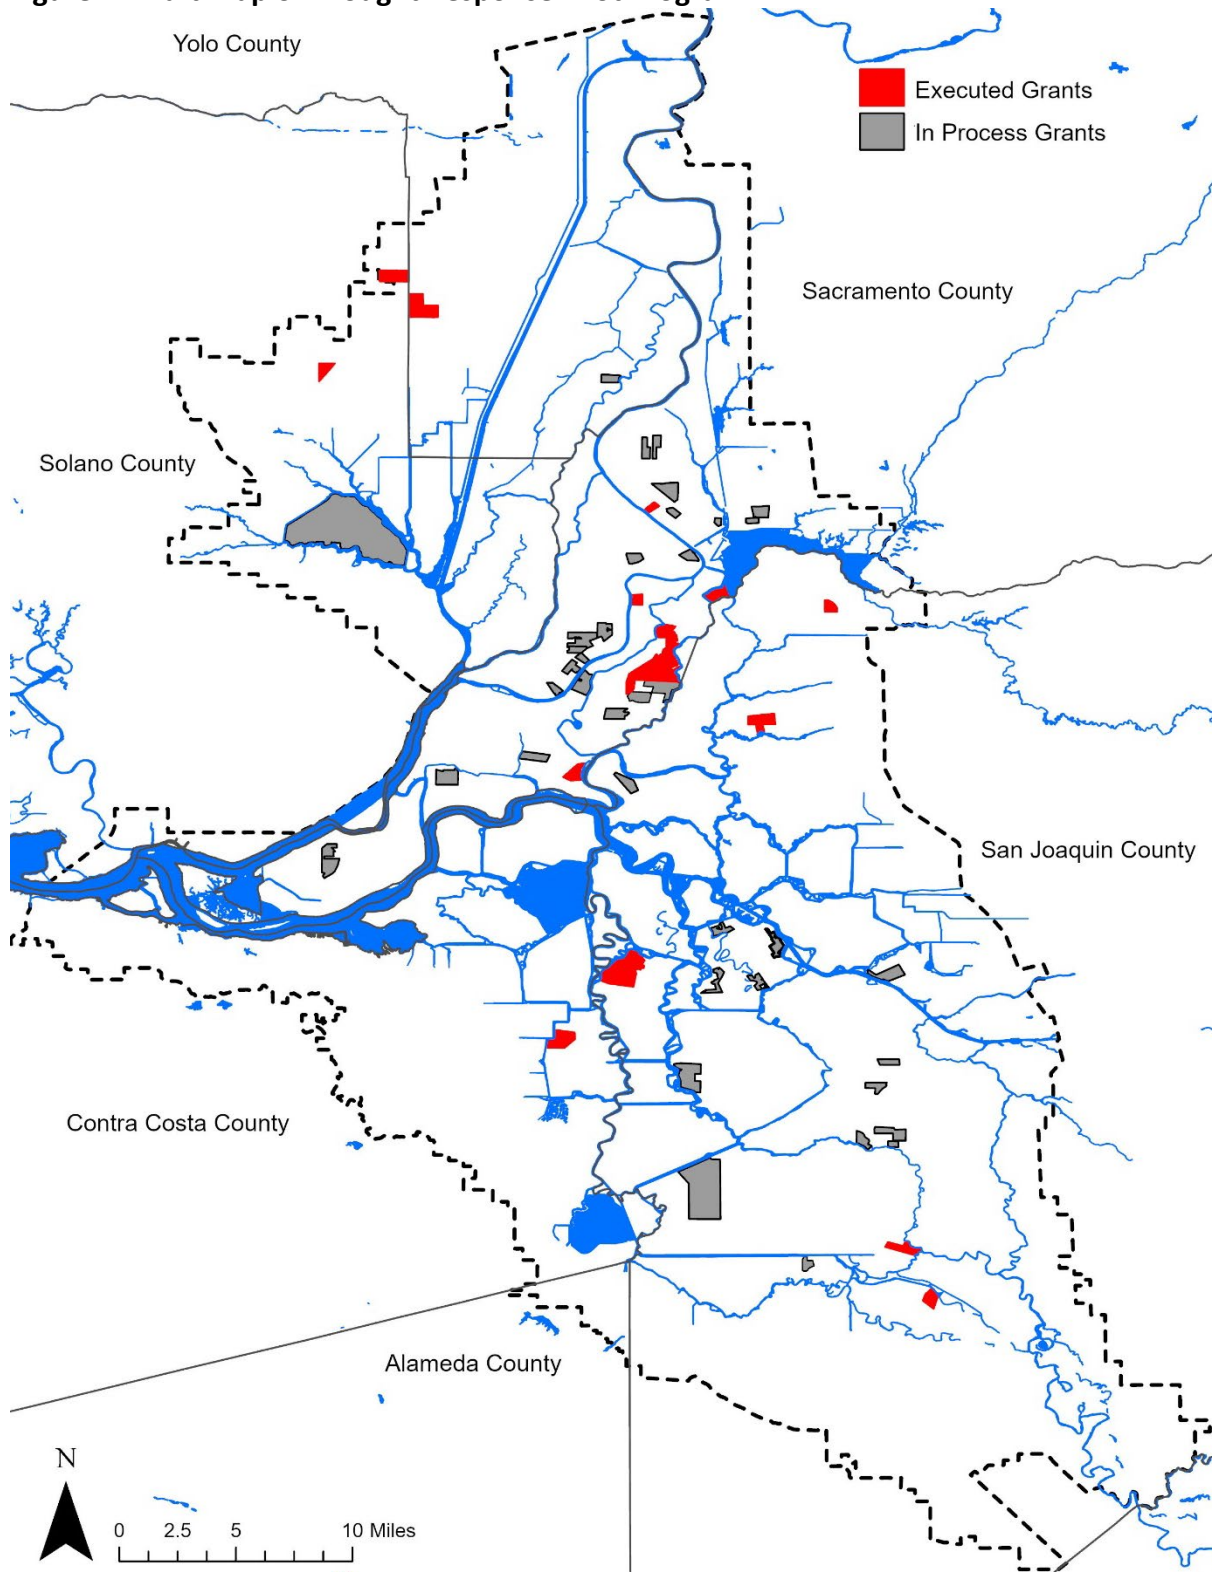 Yolo County
Executed Grants
In Process Grants
Sacramento County
Solano County
San Joaquin County
Contra Costa County
Alameda County
N
0 2.5 5 10 Miles